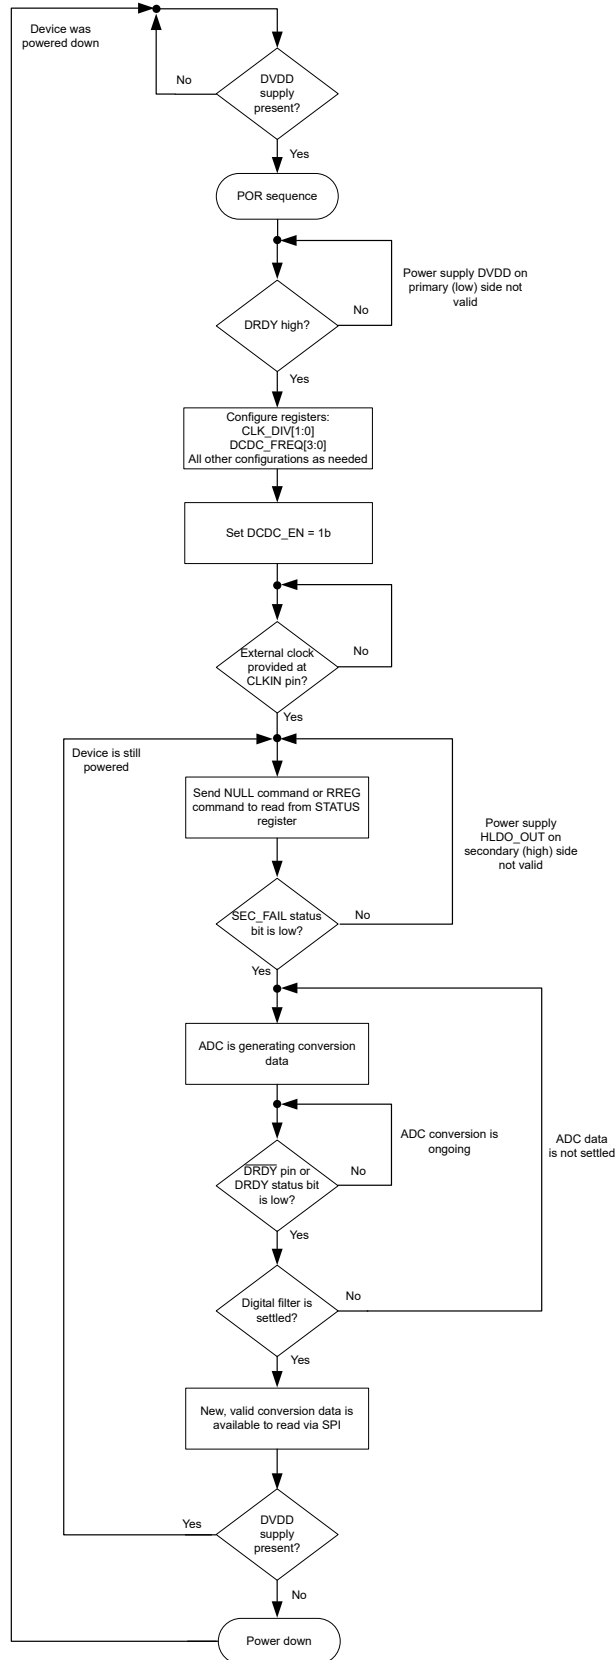 Device was
powered down
No
DVDD
supply
present?
Yes
POR sequence
Power supply DVDD on
primary (low) side not
valid
No
DRDY high?
Yes
Configure registers:
CLK_DIV[1:0]
DCDC_FREQ[3:0]
All other configurations as needed
Set DCDC_EN = 1b
No
External clock
provided at
CLKIN pin?
Yes
Device is still
powered
Send NULL command or RREG
command to read from STATUS
register
Power supply
HLDO_OUT on
secondary (high) side
not valid
SEC_FAIL status
bit is low?
No
Yes
ADC is generating conversion
data
ADC conversion is
ongoing
ADC data
is not settled
DRDY pin or
DRDY status bit
is low?
No
Yes
Digital filter is
settled?
No
Yes
New, valid conversion data is
available to read via SPI
Yes
DVDD
supply
present?
No
Power down